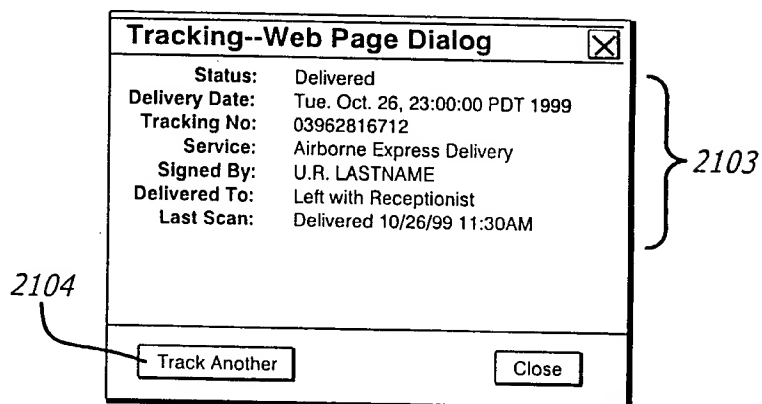 Tracking--Web Page Dialog
Status: Delivered
Delivery Date: Tue. Oct. 26, 23:00:00 PDT 1999
Tracking No: 03962816712
Service: Airborne Express Delivery
Signed By: U.R. LASTNAME
Delivered To: Left with Receptionist
Last Scan: Delivered 10/26/99 11:30AM
2103
2104
Track Another
Close